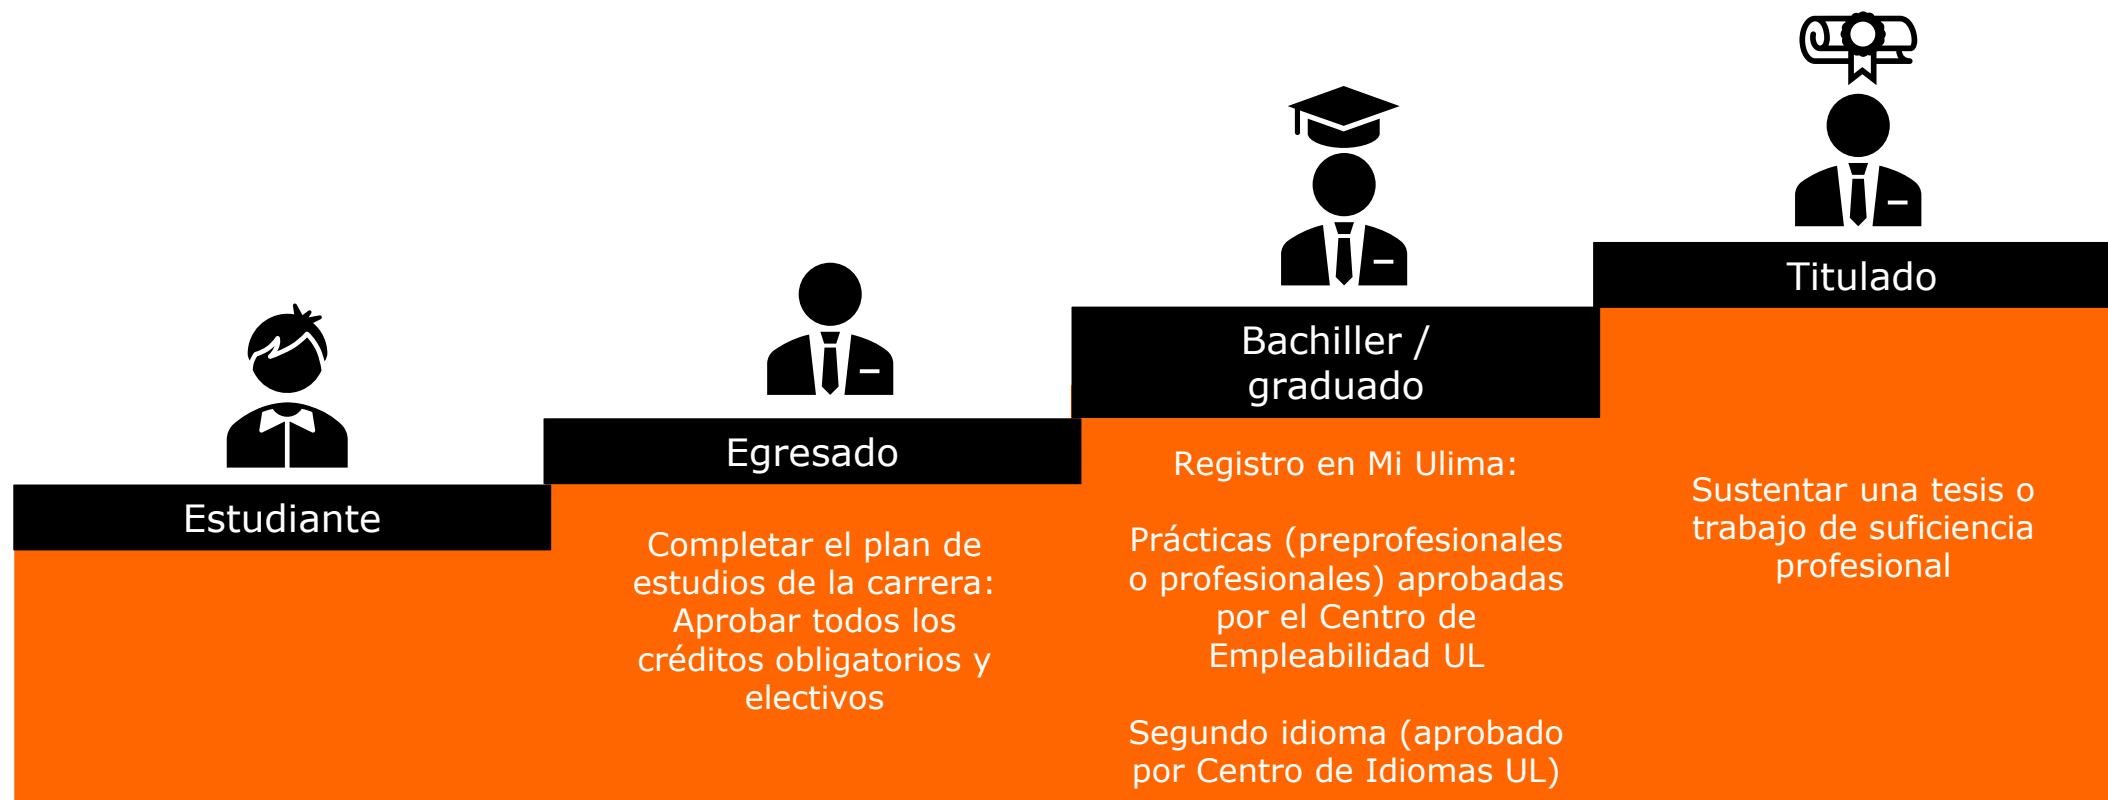 Estudiante
Egresado
Completar el plan de
estudios de la carrera:
Aprobar todos los
créditos obligatorios y
electivos
Bachiller /
graduado
Registro en Mi Ulima:
Prácticas (preprofesionales
o profesionales) aprobadas
por el Centro de
Empleabilidad UL
Segundo idioma (aprobado
por Centro de Idiomas UL)
Titulado
Sustentar una tesis o
trabajo de suficiencia
profesional